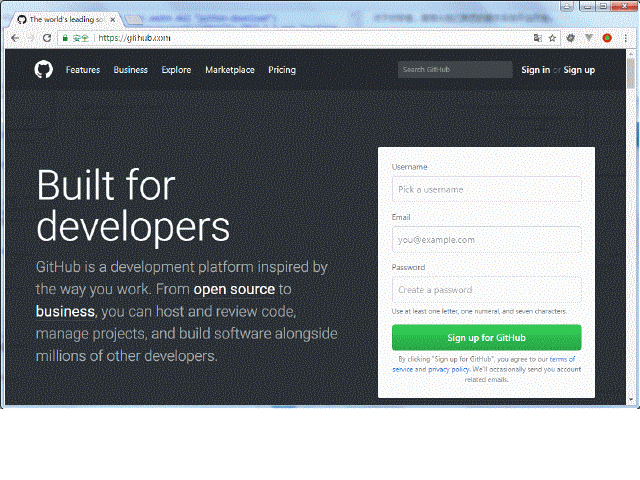 The world's leading so
安全 https://github.com
Features Business Explore Marketplace Pricing Search GitHub Sign in or Sign up
Built for
developers
GitHub is a development platform inspired by
the way you work. From open source to
business, you can host and review code,
manage projects, and build software alongside
millions of other developers.
Username
Pick a username
Email
you@example.com
Password
Create a password
Use at least one letter, one numeral, and seven characters.
Sign up for GitHub
By clicking "Sign up for GitHub", you agree to our terms of
service and privacy policy. We'll occasionally send you account
related emails.